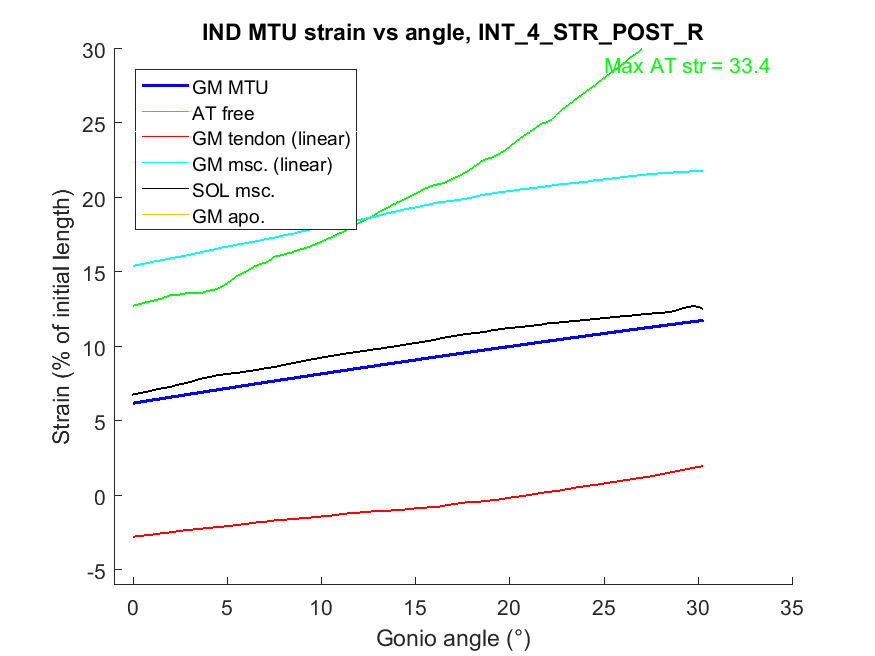 IND MTU strain vs angle, INT_4_STR_POST_R
30
25
20
15
10
5
0
-5
Strain (% of initial length)
GM MTU
AT free
GM tendon (linear)
GM msc. (linear)
SOL msc.
GM apo.
Max AT str = 33.4
0 5 10 15 20 25 30 35
Gonio angle (°)